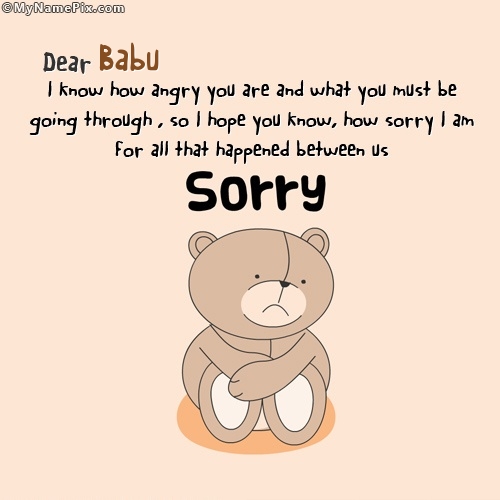 ©MyNamePix.com
Dear Babu
I know how angry you are and what you must be
going through , so I hope you know, how sorry I am
for all that happened between us
Sorry